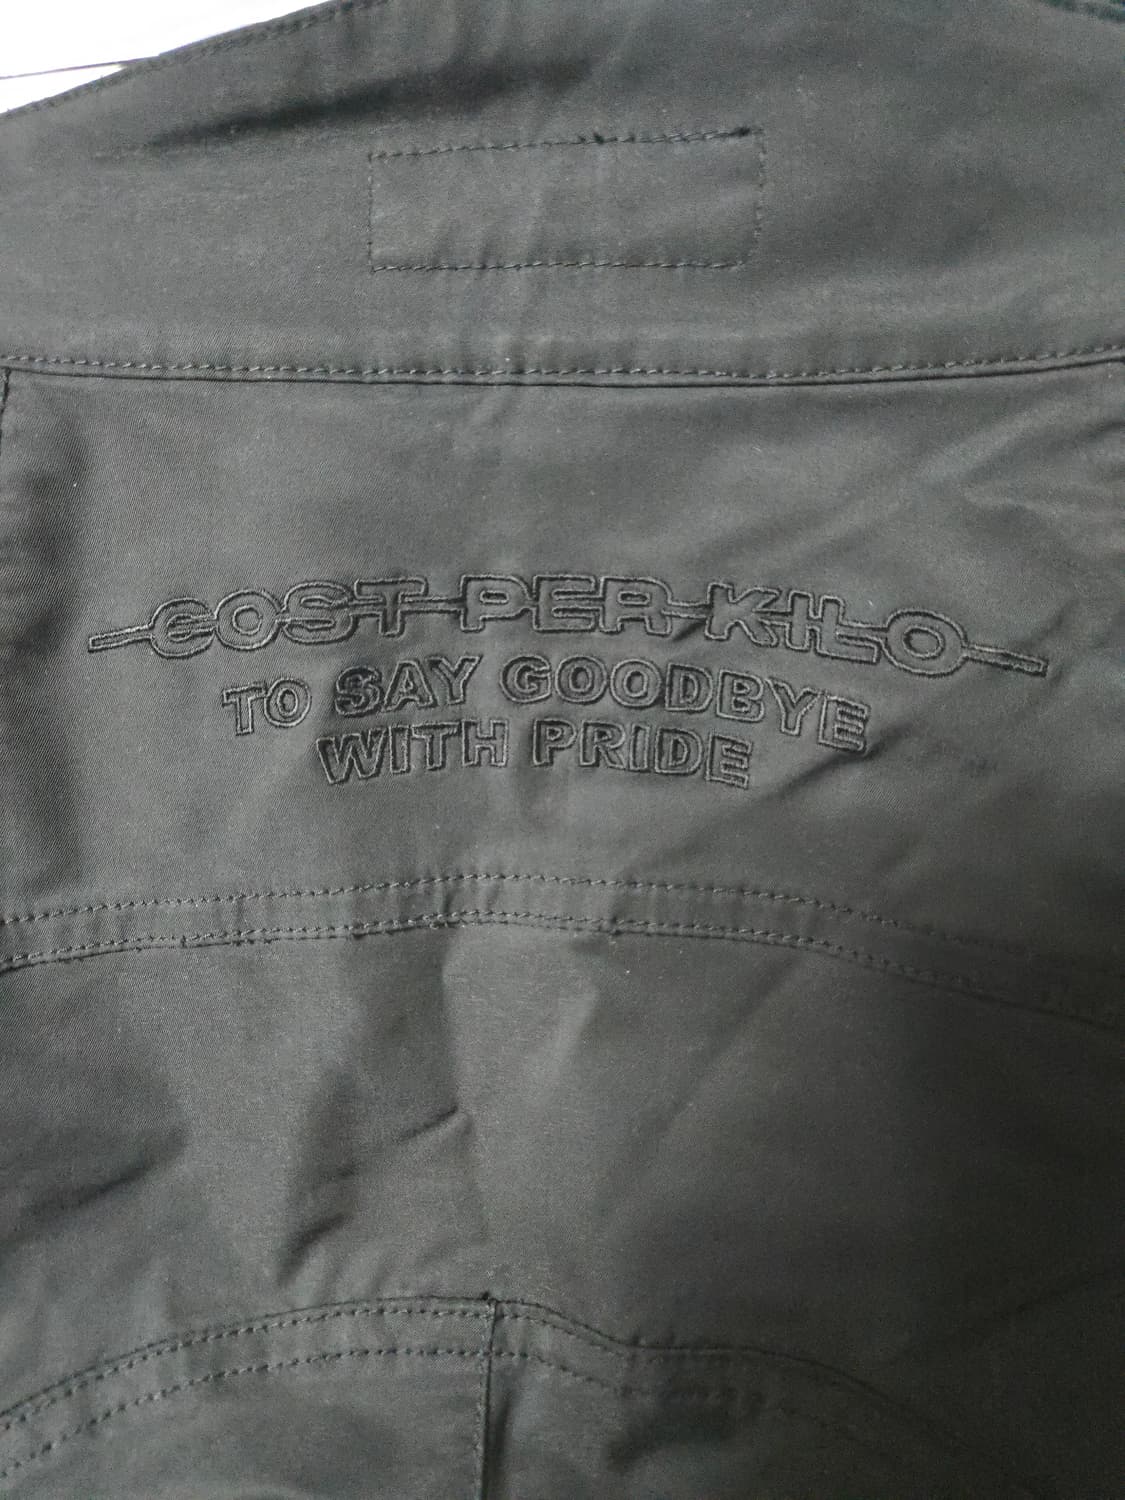 COST PER KILO
TO SAY GOODBYE
WITH PRIDE